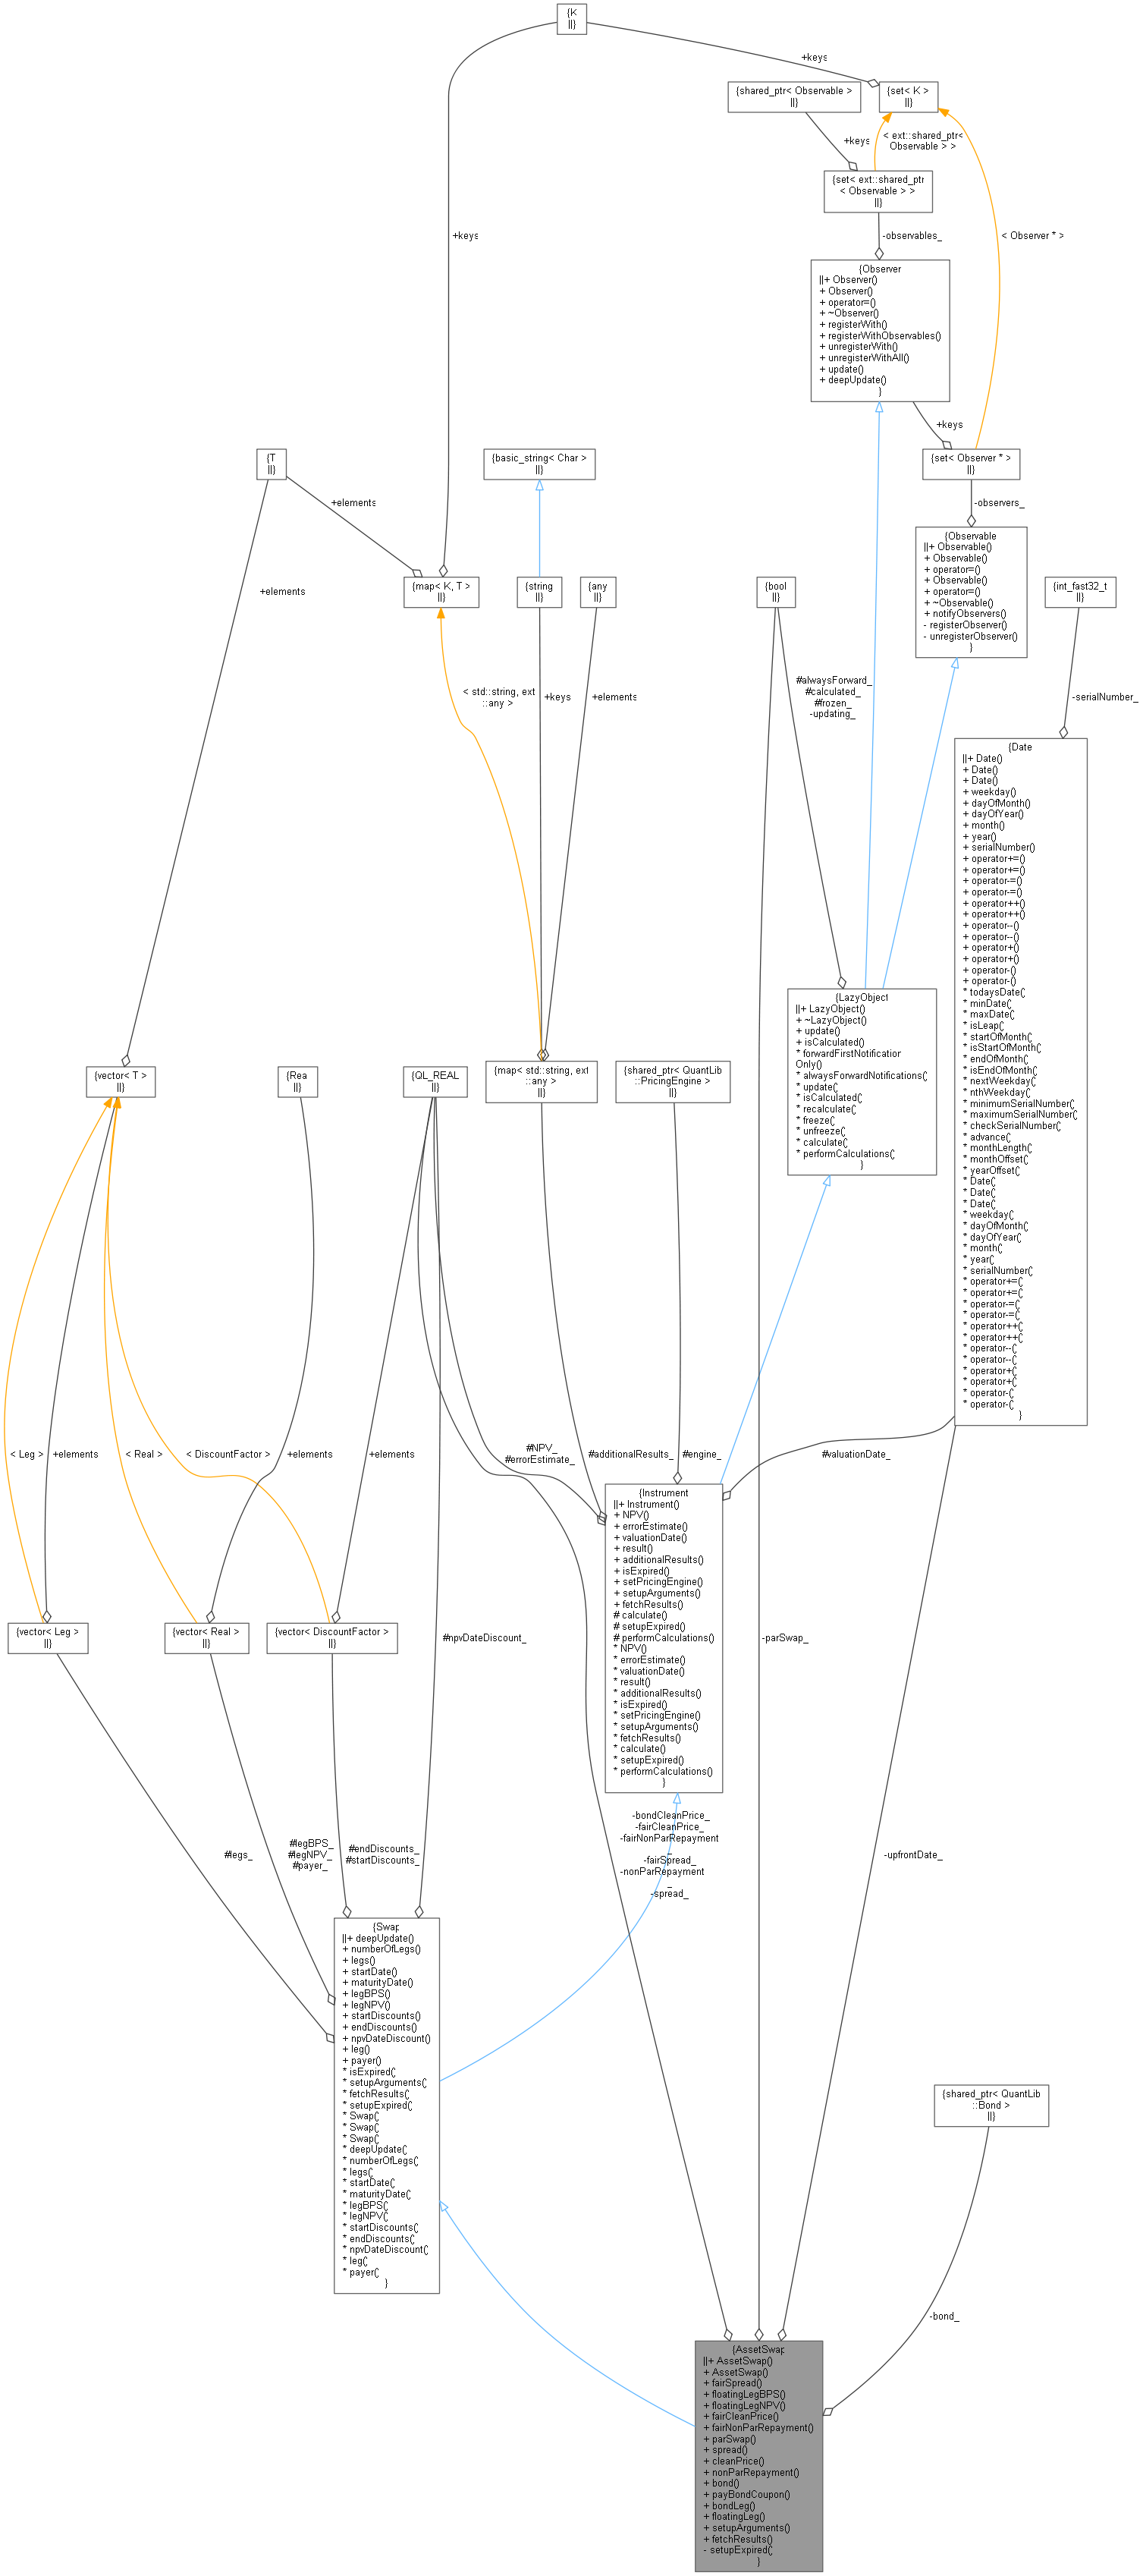 {K
||}
+keys
{shared_ptr< Observable >
||}
{set< K >
||}
+keys
< ext::shared_ptr<
Observable > >
{set< ext::shared_ptr
< Observable > >
||}
+keys
-observables_
< Observer * >
{Observer
||+ Observer()
+ Observer()
+ operator=()
+ ~Observer()
+ registerWith()
+ registerWithObservables()
+ unregisterWith()
+ unregisterWithAll()
+ update()
+ deepUpdate()
}
+keys
{T
||}
{basic_string< Char >
||}
{set< Observer * >
||}
+elements
-observers_
{Observable
||+ Observable()
+ Observable()
+ operator=()
+ Observable()
+ operator=()
+ ~Observable()
+ notifyObservers()
- registerObserver()
- unregisterObserver()
}
+elements
{map< K, T >
||}
{string
||}
{any
||}
{bool
||}
{int_fast32_t
||}
< std::string, ext
::any >
+keys
+elements
#alwaysForward_
#calculated_
#frozen_
-updating_
-serialNumber_
{Date
||+ Date()
+ Date()
+ Date()
+ weekday()
+ dayOfMonth()
+ dayOfYear()
+ month()
+ year()
+ serialNumber()
+ operator+=()
+ operator+=()
+ operator-=()
+ operator-=()
+ operator++()
+ operator++()
+ operator--()
+ operator--()
+ operator+()
+ operator+()
+ operator-()
+ operator-()
* todaysDate(;
* minDate(;
* maxDate(;
* isLeap(;
* startOfMonth(;
* isStartOfMonth(;
* endOfMonth(;
* isEndOfMonth(;
* nextWeekday(;
* nthWeekday(;
* minimumSerialNumber(;
* maximumSerialNumber(;
* checkSerialNumber(;
* advance(;
* monthLength(;
* monthOffset(;
* yearOffset(;
* Date(;
* Date(;
* Date(;
* weekday(;
* dayOfMonth(;
* dayOfYear(;
* month(;
* year(;
* serialNumber(;
* operator+=(;
* operator+=(;
* operator-=(;
* operator-=(;
* operator++(;
* operator++(;
* operator--(;
* operator--(;
* operator+(;
* operator+(;
* operator-(;
* operator-(;
}
{LazyObject
||+ LazyObject()
+ ~LazyObject()
+ update()
+ isCalculated()
* forwardFirstNotification
Only()
* alwaysForwardNotifications(;
* update(;
* isCalculated(;
* recalculate(;
* freeze(;
* unfreeze(;
* calculate(;
* performCalculations(;
}
{vector< T >
||}
{Rea
||}
{QL_REAL
||}
{map< std::string, ext
::any >
||}
{shared_ptr< QuantLib
::PricingEngine >
||}
< Leg >
+elements
< Real >
< DiscountFactor >
+elements
+elements
#NPV_
#errorEstimate_
#additionalResults_
#engine_
#valuationDate_
{Instrument
||+ Instrument()
+ NPV()
+ errorEstimate()
+ valuationDate()
+ result()
+ additionalResults()
+ isExpired()
+ setPricingEngine()
+ setupArguments()
+ fetchResults()
# calculate()
# setupExpired()
# performCalculations()
* NPV()
* errorEstimate()
* valuationDate()
* result()
* additionalResults()
* isExpired()
* setPricingEngine()
* setupArguments()
* fetchResults()
* calculate()
* setupExpired()
* performCalculations()
}
{vector< Leg >
||}
{vector< Real >
||}
{vector< DiscountFactor >
||}
#npvDateDiscount_
-parSwap_
#legs_
#legBPS_
#legNPV_
#payer_
#endDiscounts_
#startDiscounts_
-bondCleanPrice_
-fairCleanPrice_
-fairNonParRepayment
_
-fairSpread_
-nonParRepayment
_
-spread_
-upfrontDate_
{Swap
||+ deepUpdate()
+ numberOfLegs()
+ legs()
+ startDate()
+ maturityDate()
+ legBPS()
+ legNPV()
+ startDiscounts()
+ endDiscounts()
+ npvDateDiscount()
+ leg()
+ payer()
* isExpired(;
* setupArguments(;
* fetchResults(;
* setupExpired(;
* Swap(;
* Swap(;
* Swap(;
* deepUpdate(;
* numberOfLegs(;
* legs(;
* startDate(;
* maturityDate(;
* legBPS(;
* legNPV(;
* startDiscounts(;
* endDiscounts(;
* npvDateDiscount(;
* leg(;
* payer(;
}
{shared_ptr< QuantLib
::Bond >
||}
-bond_
{AssetSwap
||+ AssetSwap()
+ AssetSwap()
+ fairSpread()
+ floatingLegBPS()
+ floatingLegNPV()
+ fairCleanPrice()
+ fairNonParRepayment()
+ parSwap()
+ spread()
+ cleanPrice()
+ nonParRepayment()
+ bond()
+ payBondCoupon()
+ bondLeg()
+ floatingLeg()
+ setupArguments()
+ fetchResults()
- setupExpired(;
}